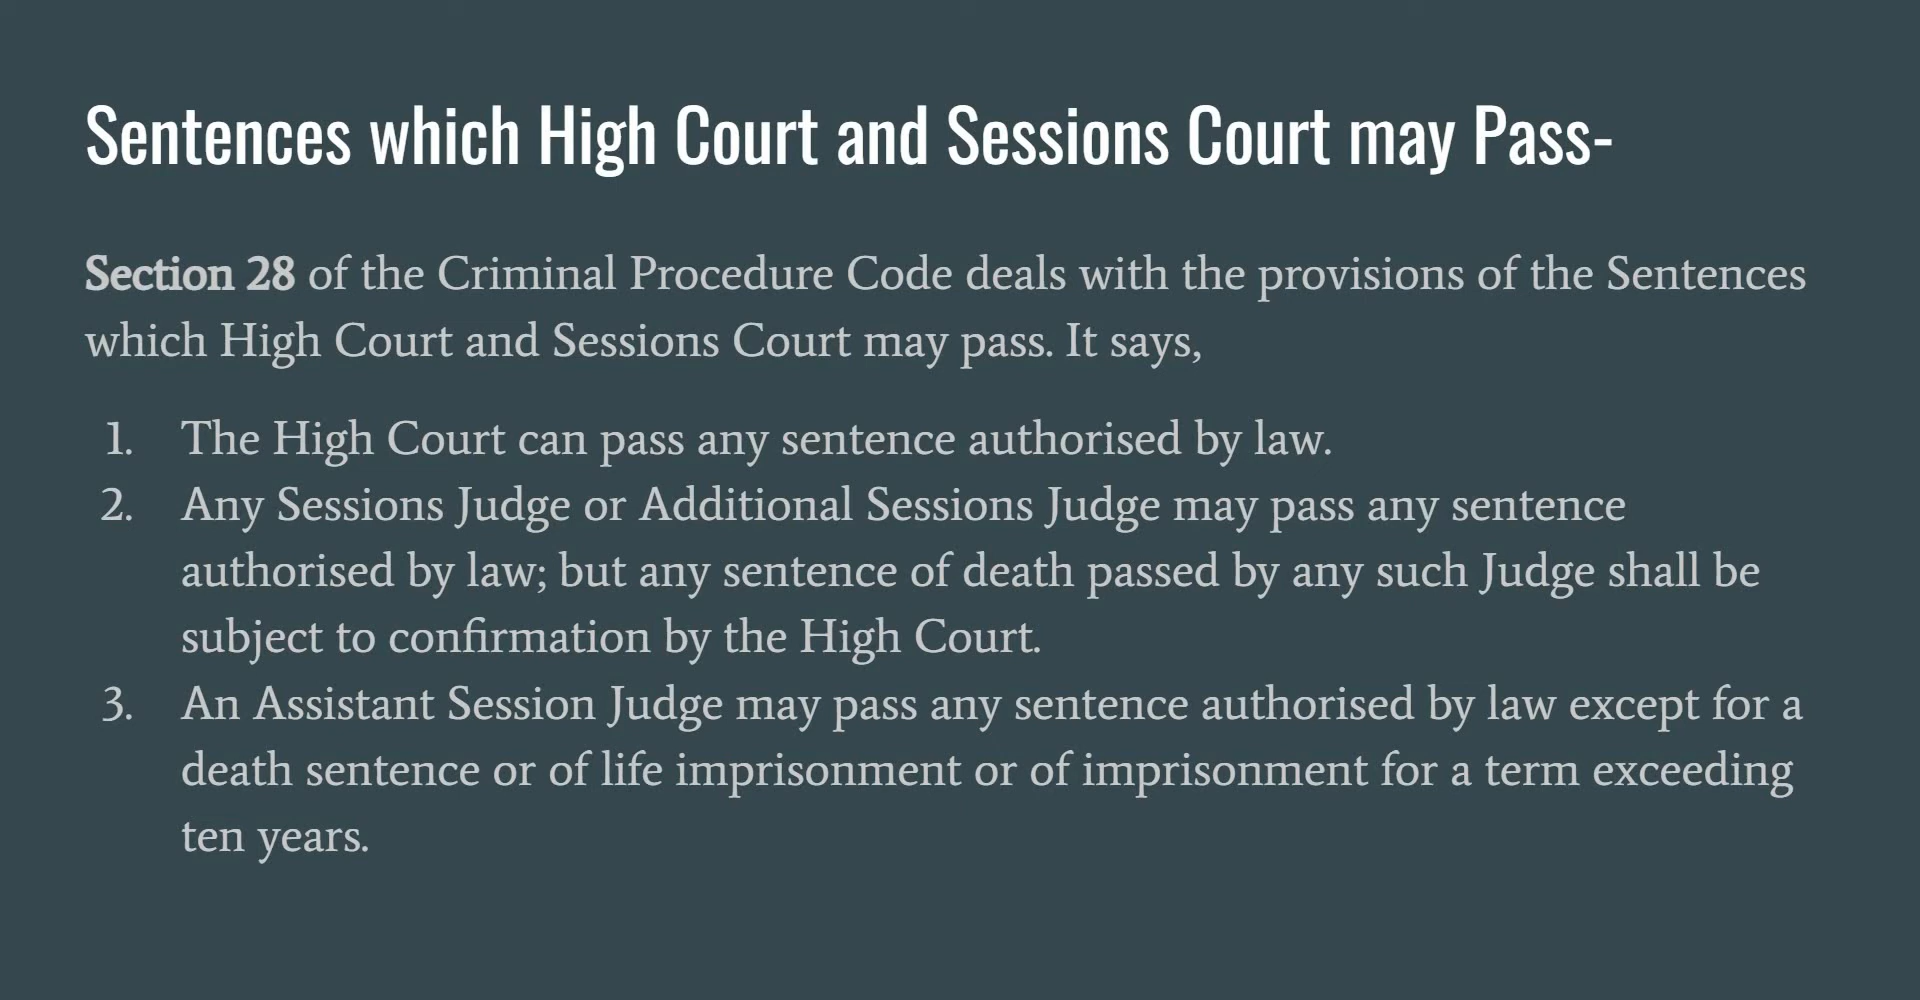 Sentences which High Court and Sessions Court may Pass-
Section 28 of the Criminal Procedure Code deals with the provisions of the Sentences
which High Court and Sessions Court may pass. It says,
1. The High Court can pass any sentence authorised by law.
2. Any Sessions Judge or Additional Sessions Judge may pass any sentence
authorised by law; but any sentence of death passed by any such Judge shall be
subject to confirmation by the High Court.
3. An Assistant Session Judge may pass any sentence authorised by law except for a
death sentence or of life imprisonment or of imprisonment for a term exceeding
ten years.